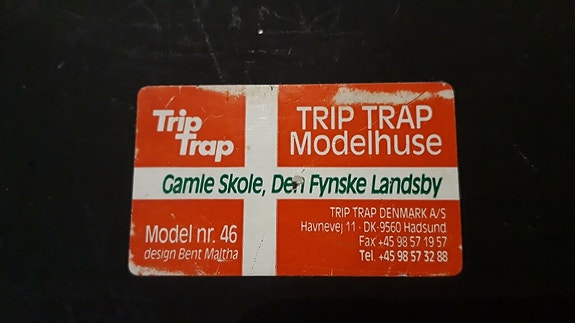 Trip
Trap
TRIP TRAP
Modelhuse
Gamle Skole, Den Fynske Landsby
Model nr. 46
design Bent Maltha
TRIP TRAP DENMARK A/S
Havnevej 11 · DK-9560 Hadsund
Fax +45 98 57 19 57
Tel. +45 98 57 32 88